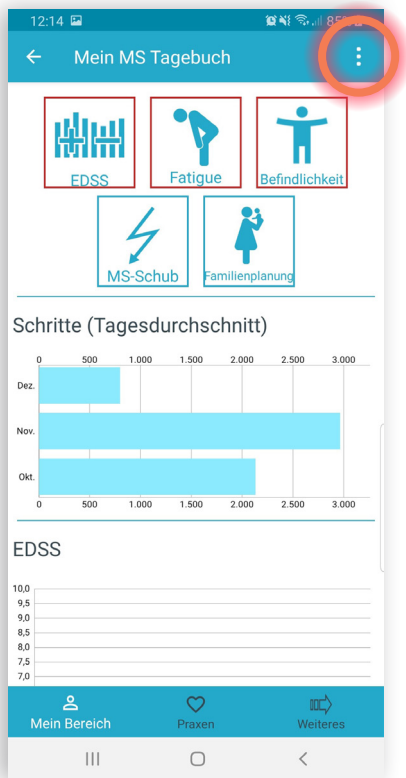 12:14 85%
Mein MS Tagebuch
EDSS Fatigue Befindlichkeit
MS-Schub Familienplanung
Schritte (Tagesdurchschnitt)
0 500 1.000 1.500 2.000 2.500 3.000
Dez.
Nov.
Okt.
0 500 1.000 1.500 2.000 2.500 3.000
EDSS
10,0
9,5
9,0
8,5
8,0
7,5
7,0
Mein Bereich Praxen Weiteres